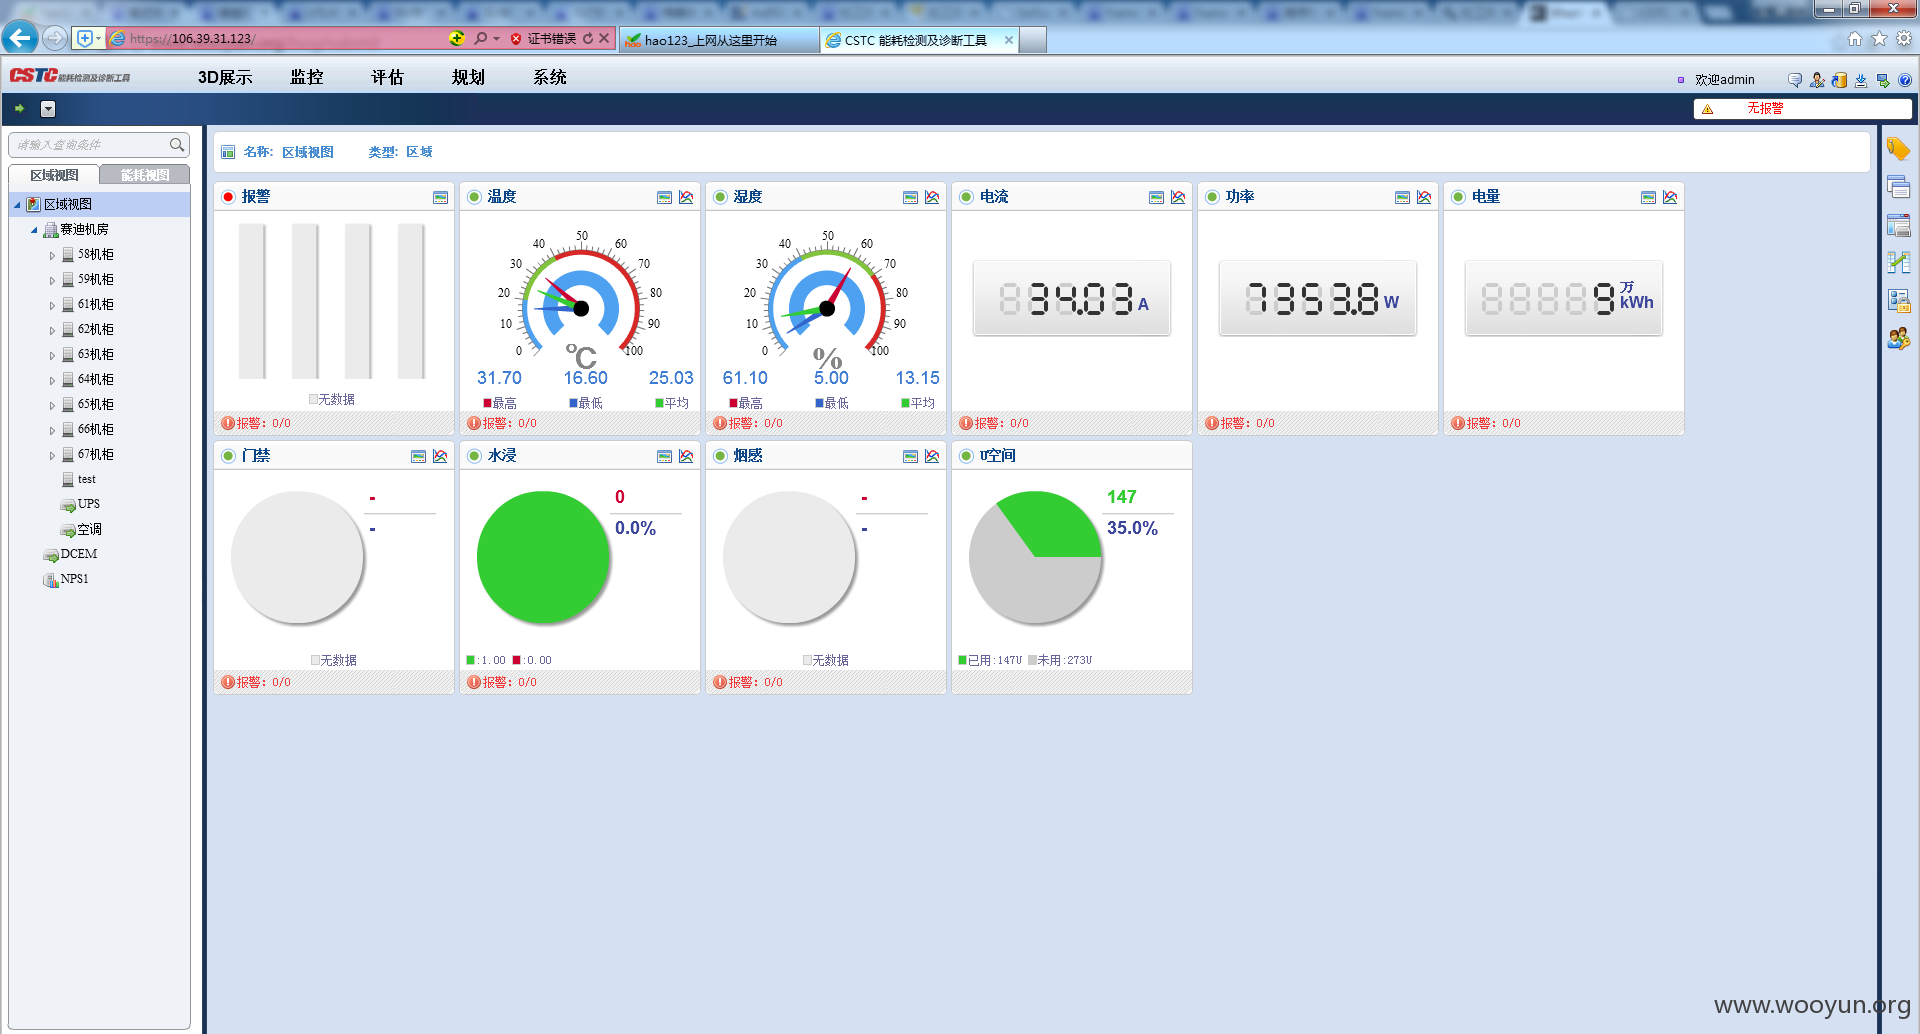 https://106.39.31.123/
证书错误
hao123_上网从这里开始
CSTC 能耗检测及诊断工具
CSTC 能耗检测及诊断工具
3D展示 监控 评估 规划 系统
欢迎admin
无报警
请输入查询条件
区域视图 能耗视图
区域视图
赛迪机房
58机柜
59机柜
61机柜
62机柜
63机柜
64机柜
65机柜
66机柜
67机柜
test
UPS
空调
DCEM
NPS1
名称: 区域视图 类型: 区域
报警
无数据
报警: 0/0
温度
0 10 20 30 40 50 60 70 80 90 100
℃
31.70 16.60 25.03
最高 最低 平均
报警: 0/0
湿度
0 10 20 30 40 50 60 70 80 90 100
%
61.10 5.00 13.15
最高 最低 平均
报警: 0/0
电流
34.03 A
报警: 0/0
功率
7353.8 W
报警: 0/0
电量
9 万kWh
报警: 0/0
门禁
-
-
无数据
报警: 0/0
水浸
0
0.0%
:1.00 :0.00
报警: 0/0
烟感
-
-
无数据
报警: 0/0
U空间
147
35.0%
已用:147U 未用:273U
www.wooyun.org